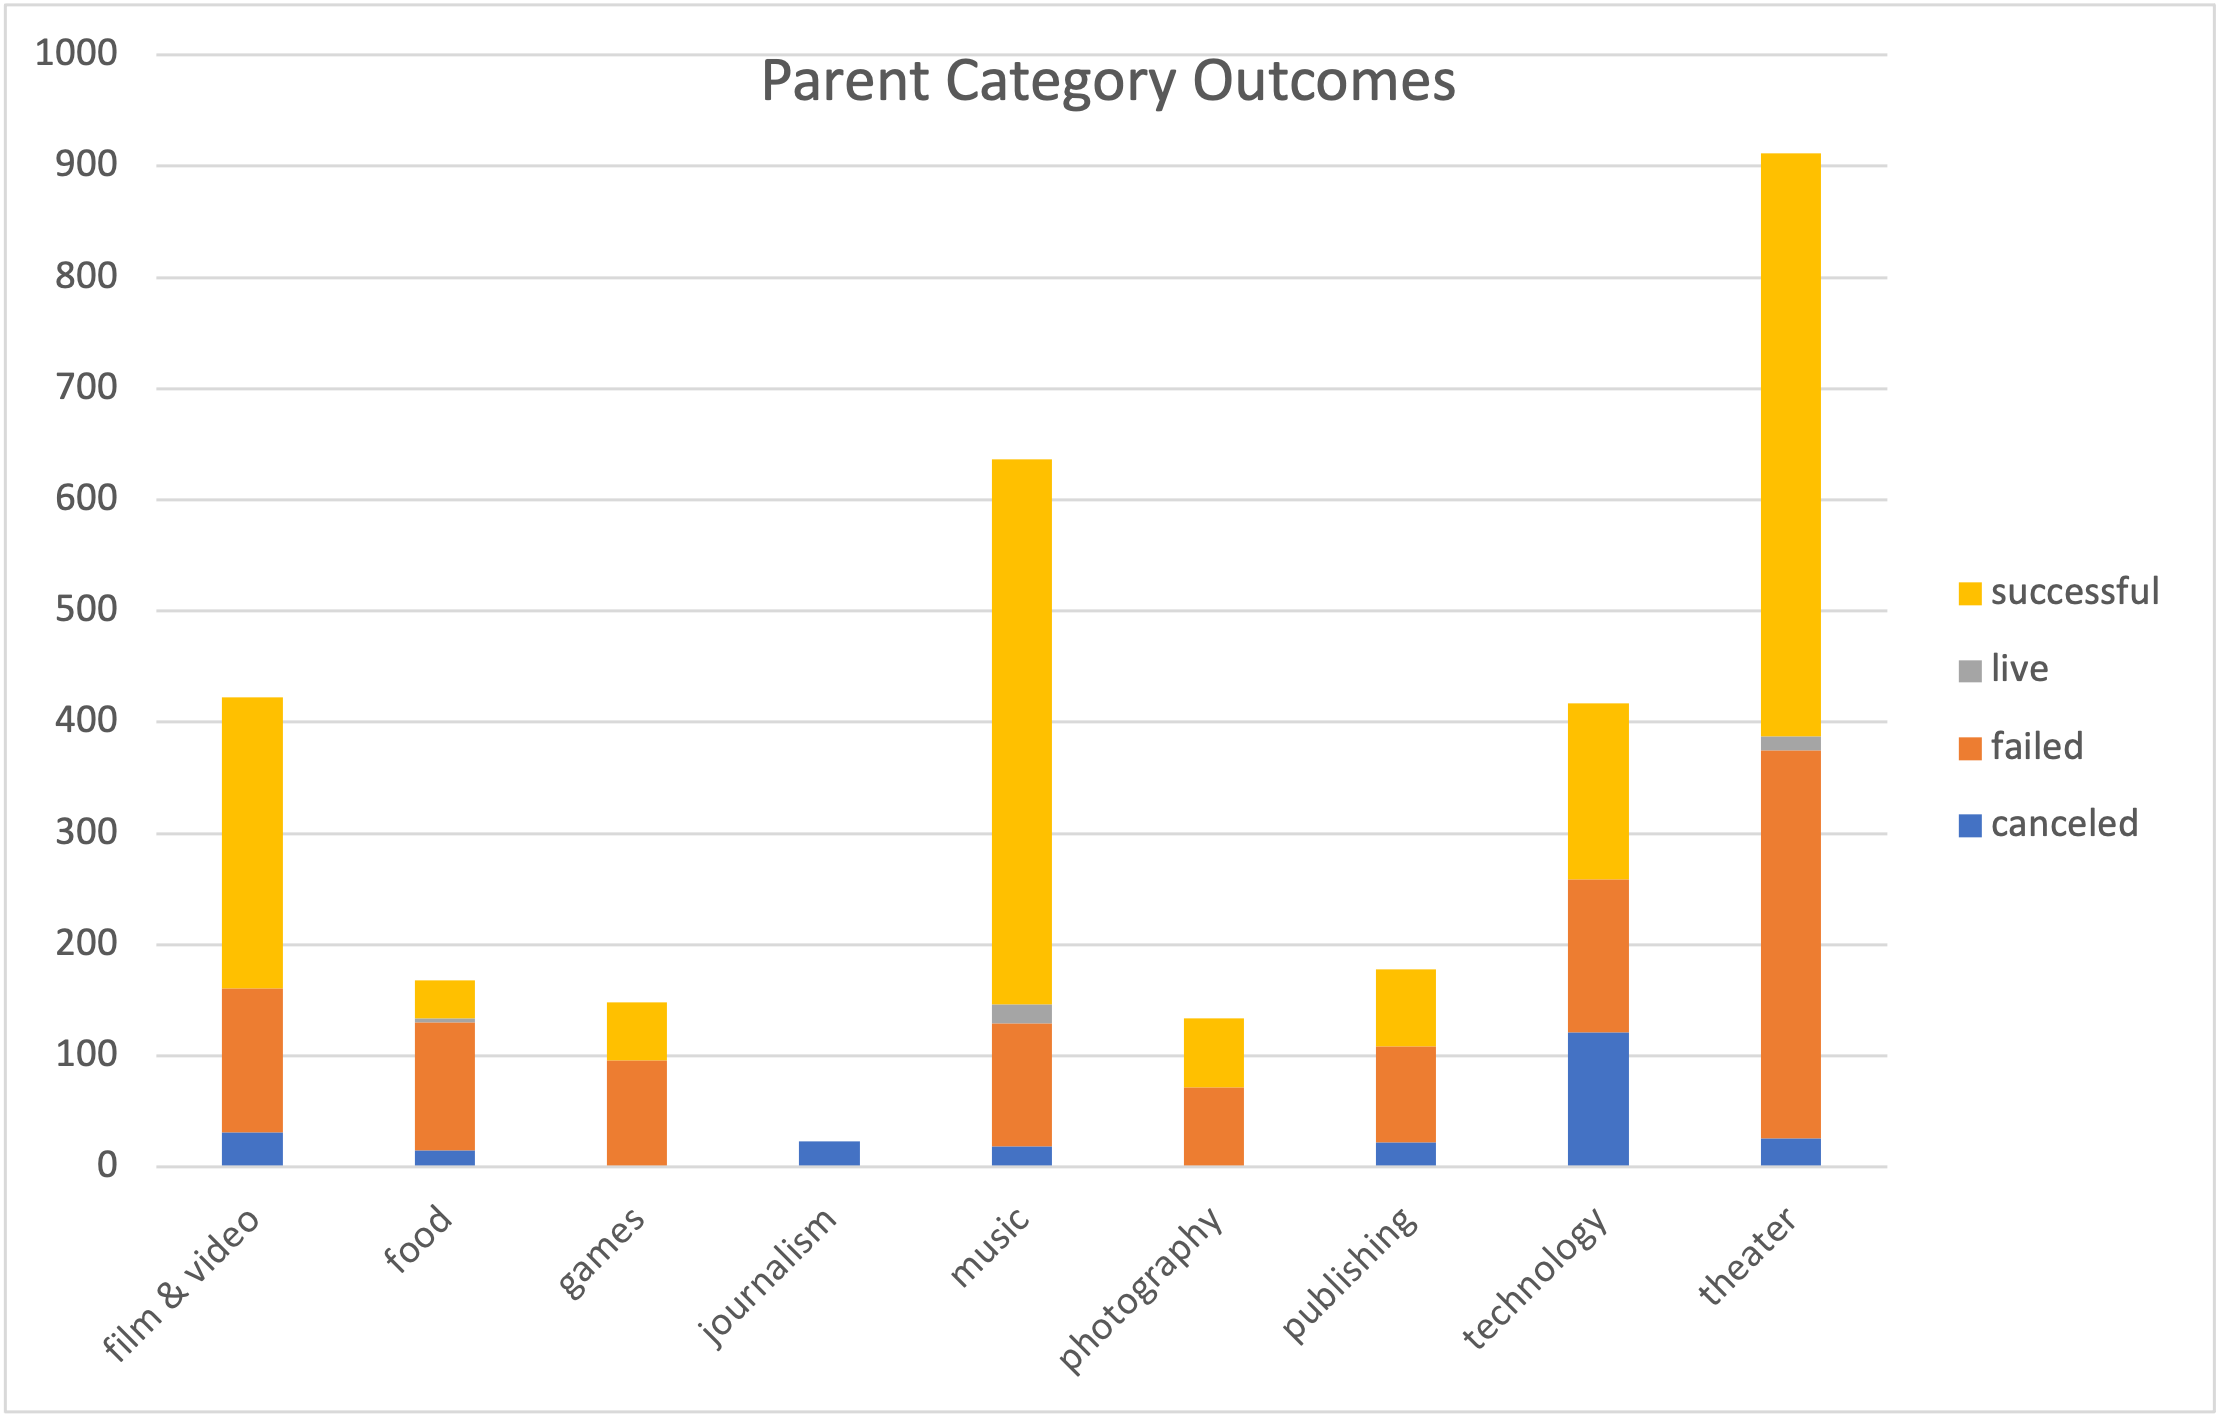 Parent Category Outcomes
1000
900
800
700
600
500
400
300
200
100
0
film & video
food
games
journalism
music
photography
publishing
technology
theater
successful
live
failed
canceled